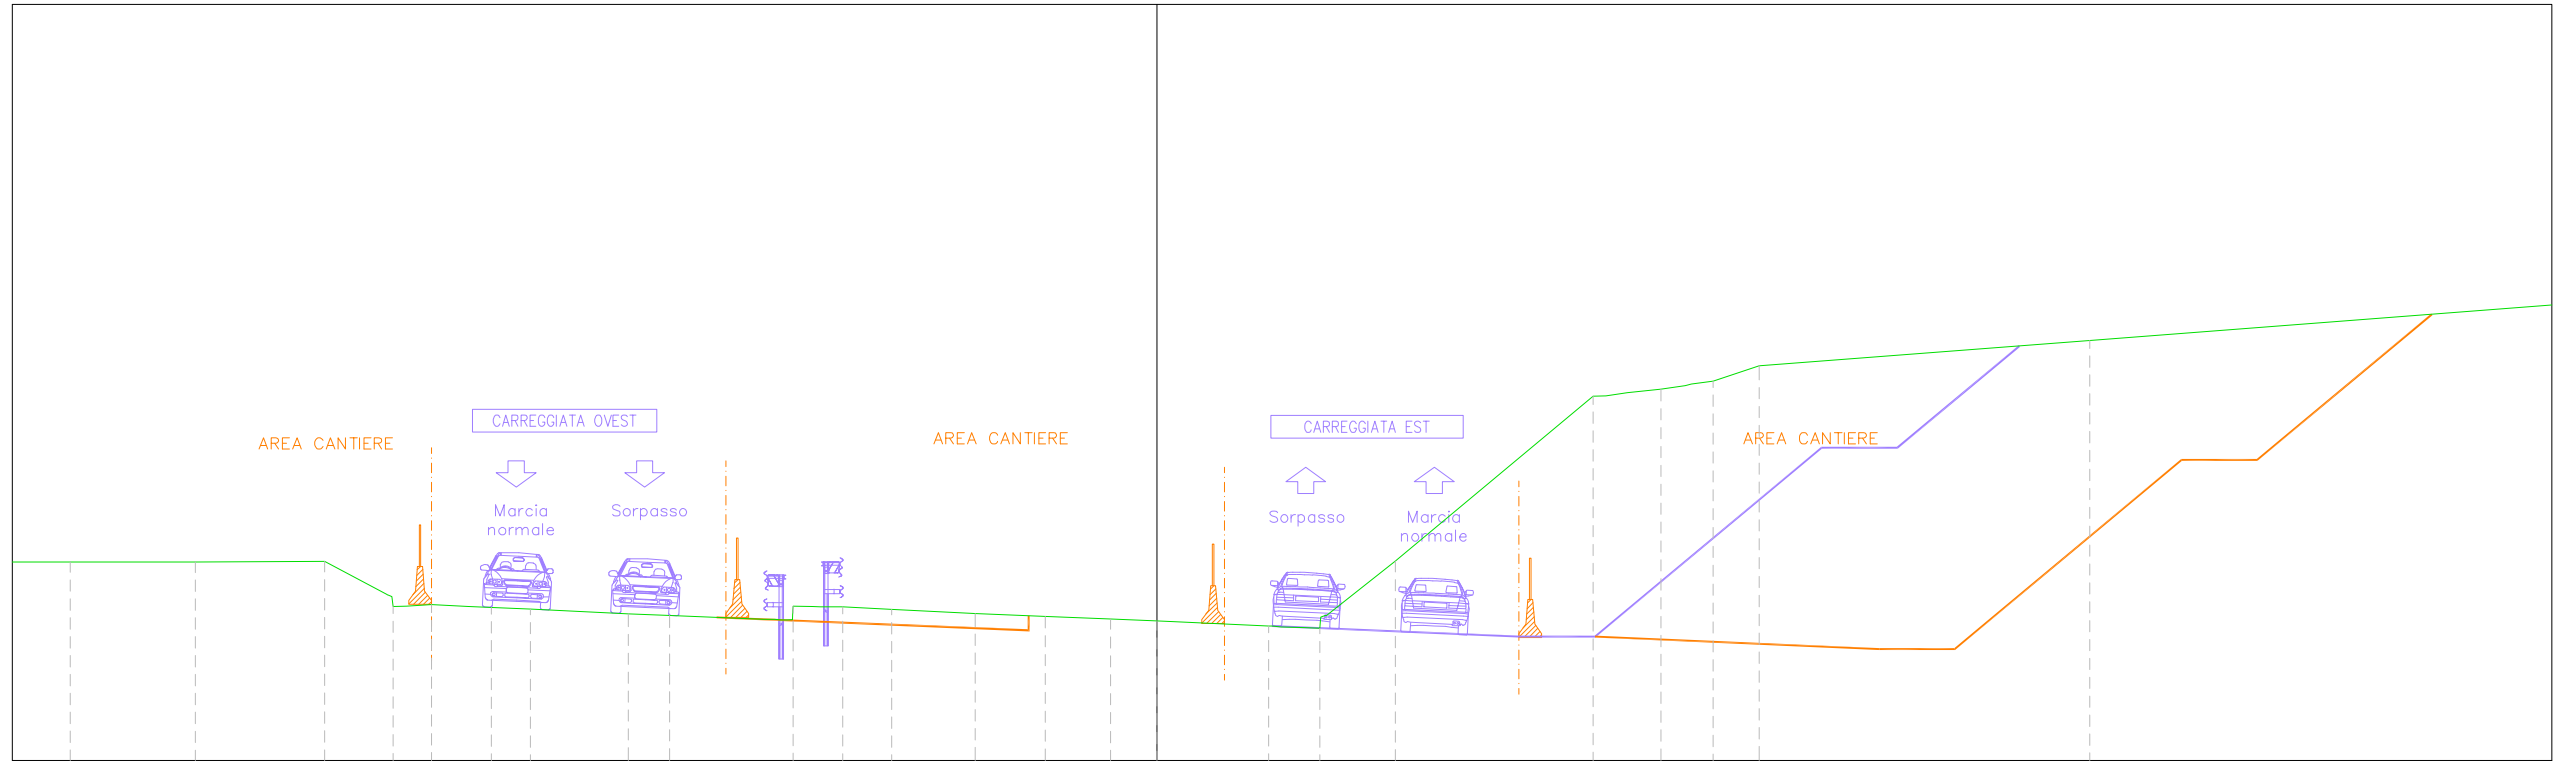 CARREGGIATA OVEST
AREA CANTIERE
Marcia
normale
Sorpasso
AREA CANTIERE
CARREGGIATA EST
Sorpasso
Marcia
normale
AREA CANTIERE